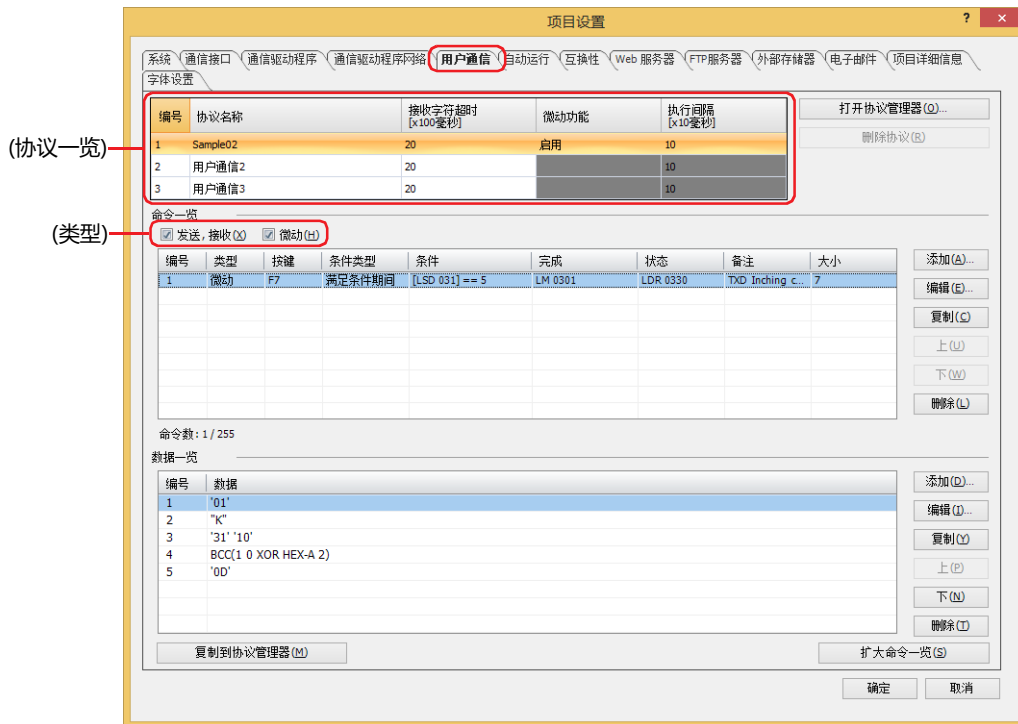 项目设置
? ×
系统 通信接口 通信驱动程序 通信驱动程序网络 用户通信 自动运行 互换性 Web 服务器 FTP服务器 外部存储器 电子邮件 项目详细信息
字体设置
(协议一览)
编号 协议名称 接收字符超时 [x100毫秒] 微动功能 执行间隔 [x10毫秒]
1 Sample02 20 启用 10
2 用户通信2 20 10
3 用户通信3 20 10
打开协议管理器(O)...
删除协议(R)
命令一览
(类型)
发送, 接收(X) 微动(H)
编号 类型 按键 条件类型 条件 完成 状态 备注 大小
1 微动 F7 满足条件期间 [LSD 031] == 5 LM 0301 LDR 0330 TXD Inching c... 7
添加(A)...
编辑(E)...
复制(C)
上(U)
下(W)
删除(L)
命令数: 1 / 255
数据一览
编号 数据
1 '01'
2 "K"
3 '31' '10'
4 BCC(1 0 XOR HEX-A 2)
5 '0D'
添加(D)...
编辑(I)...
复制(Y)
上(P)
下(N)
删除(T)
复制到协议管理器(M)
扩大命令一览(S)
确定 取消